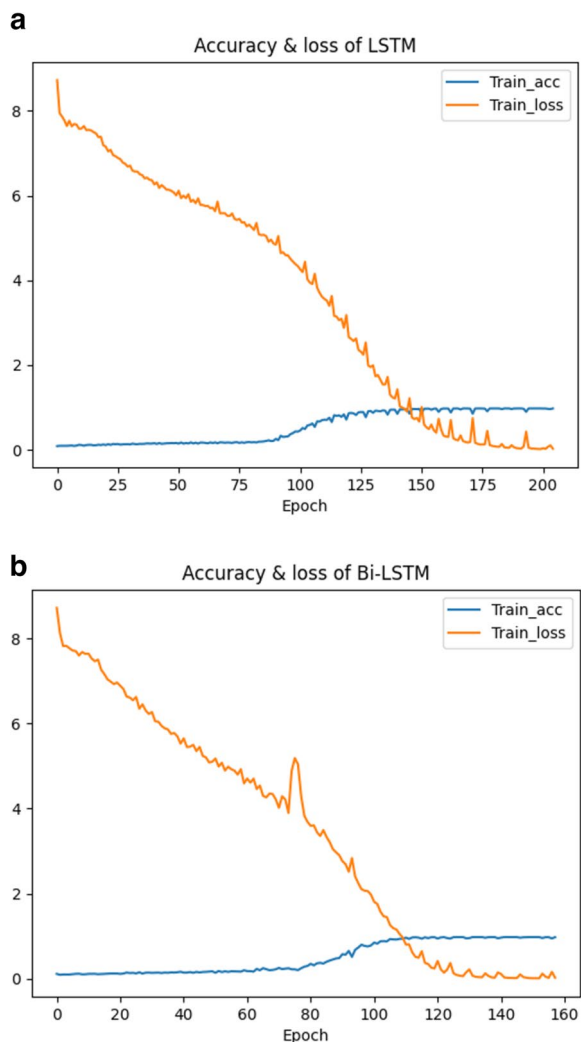 a
Accuracy & loss of LSTM
Train_acc
Train_loss
8
6
4
2
0
0 25 50 75 100 125 150 175 200
Epoch
b
Accuracy & loss of Bi-LSTM
Train_acc
Train_loss
8
6
4
2
0
0 20 40 60 80 100 120 140 160
Epoch